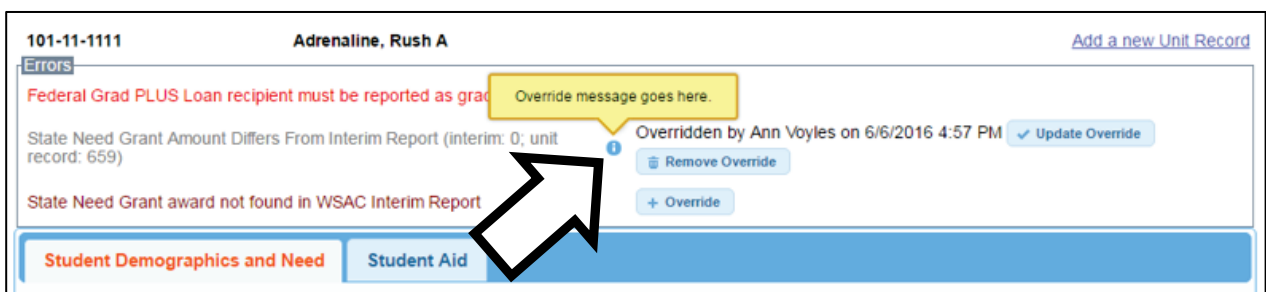 101-11-1111 Adrenaline, Rush A Add a new Unit Record
Errors
Federal Grad PLUS Loan recipient must be reported as grad
Override message goes here.
State Need Grant Amount Differs From Interim Report (interim: 0; unit
record: 659)
Overridden by Ann Voyles on 6/6/2016 4:57 PM Update Override
Remove Override
State Need Grant award not found in WSAC Interim Report + Override
Student Demographics and Need Student Aid